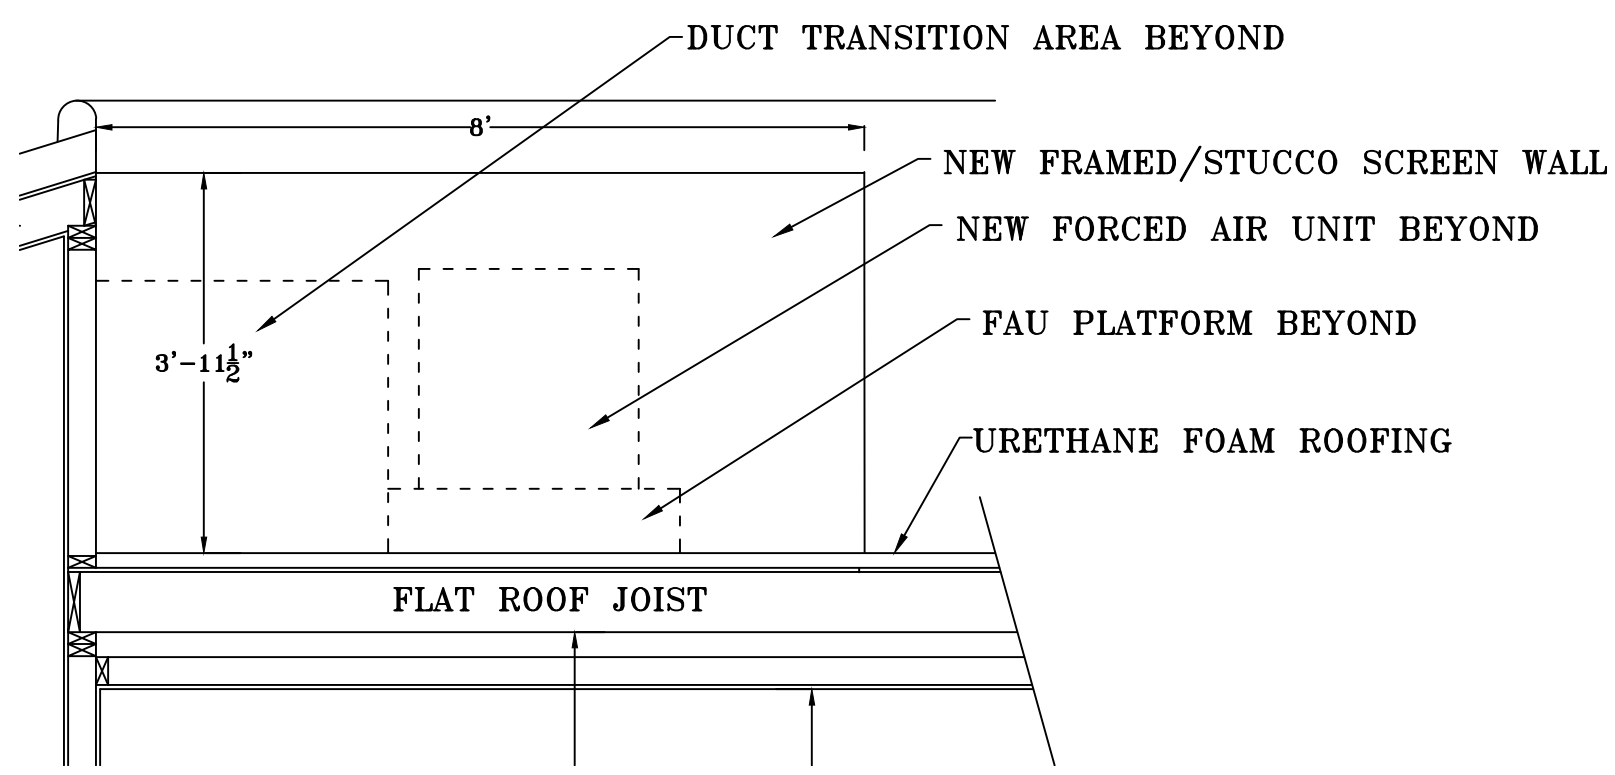 DUCT TRANSITION AREA BEYOND
8'
NEW FRAMED/STUCCO SCREEN WALL
NEW FORCED AIR UNIT BEYOND
FAU PLATFORM BEYOND
3'-11½"
URETHANE FOAM ROOFING
FLAT ROOF JOIST